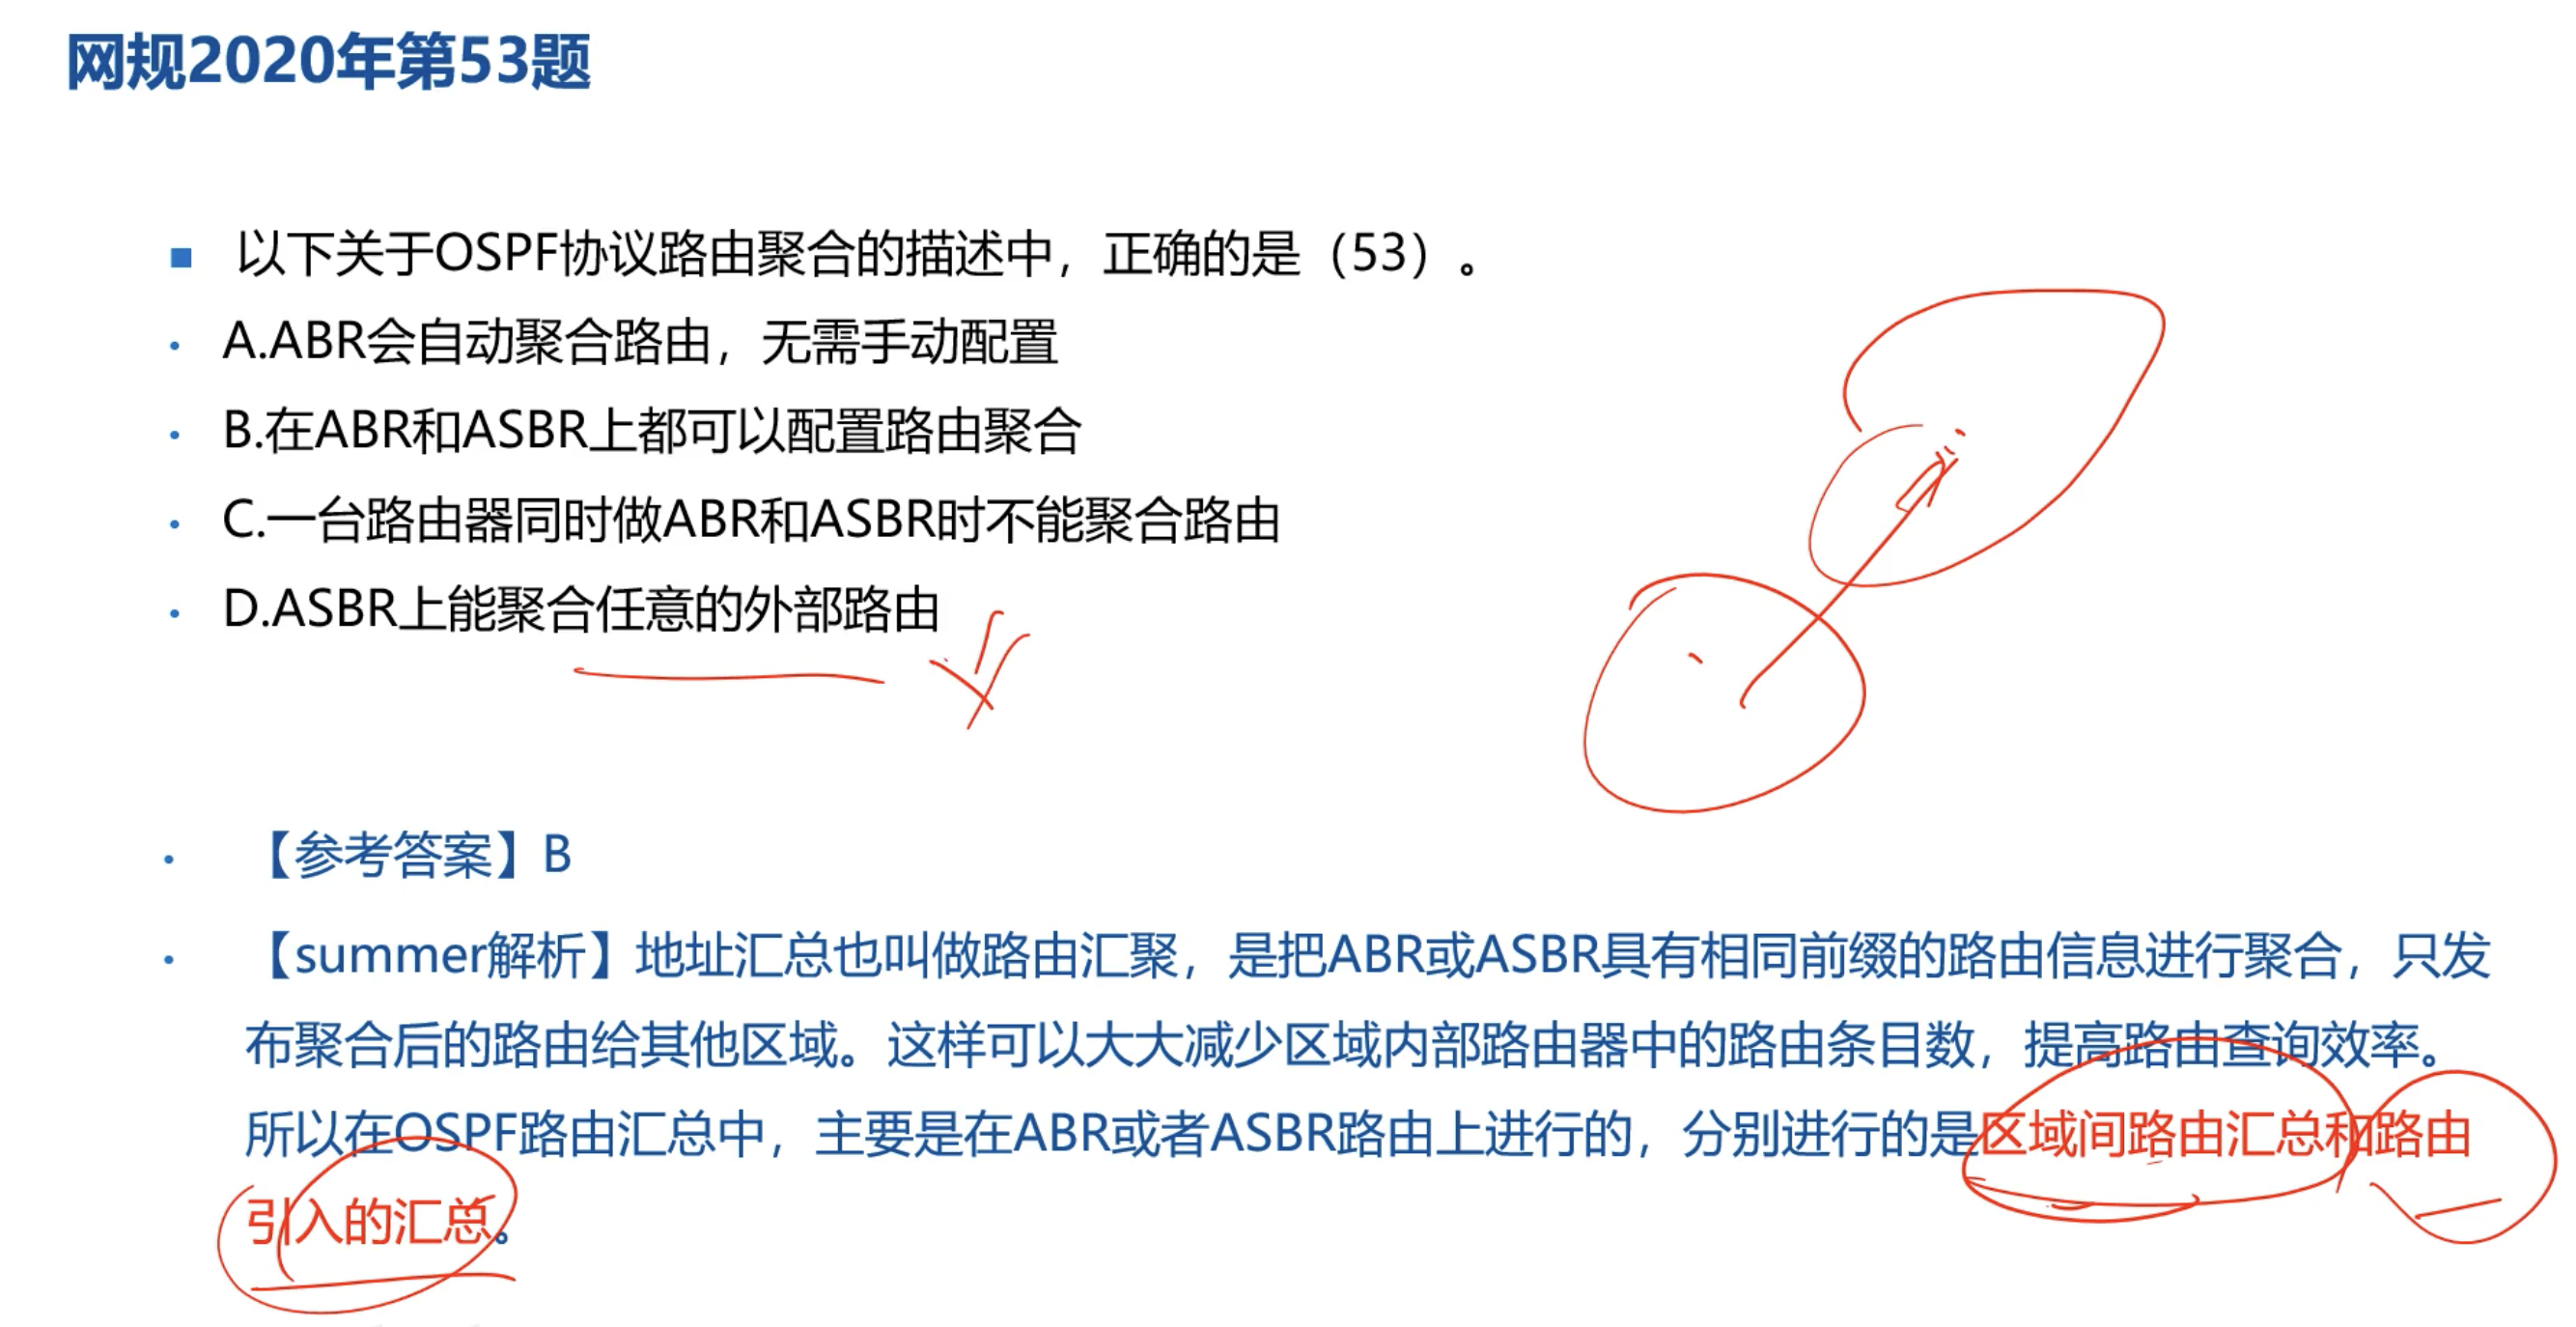 网规2020年第53题
以下关于OSPF协议路由聚合的描述中，正确的是（53）。
A.ABR会自动聚合路由，无需手动配置
B.在ABR和ASBR上都可以配置路由聚合
C.一台路由器同时做ABR和ASBR时不能聚合路由
D.ASBR上能聚合任意的外部路由
【参考答案】B
【summer解析】地址汇总也叫做路由汇聚，是把ABR或ASBR具有相同前缀的路由信息进行聚合，只发
布聚合后的路由给其他区域。这样可以大大减少区域内部路由器中的路由条目数，提高路由查询效率。
所以在OSPF路由汇总中，主要是在ABR或者ASBR路由上进行的，分别进行的是区域间路由汇总和路由
引入的汇总。